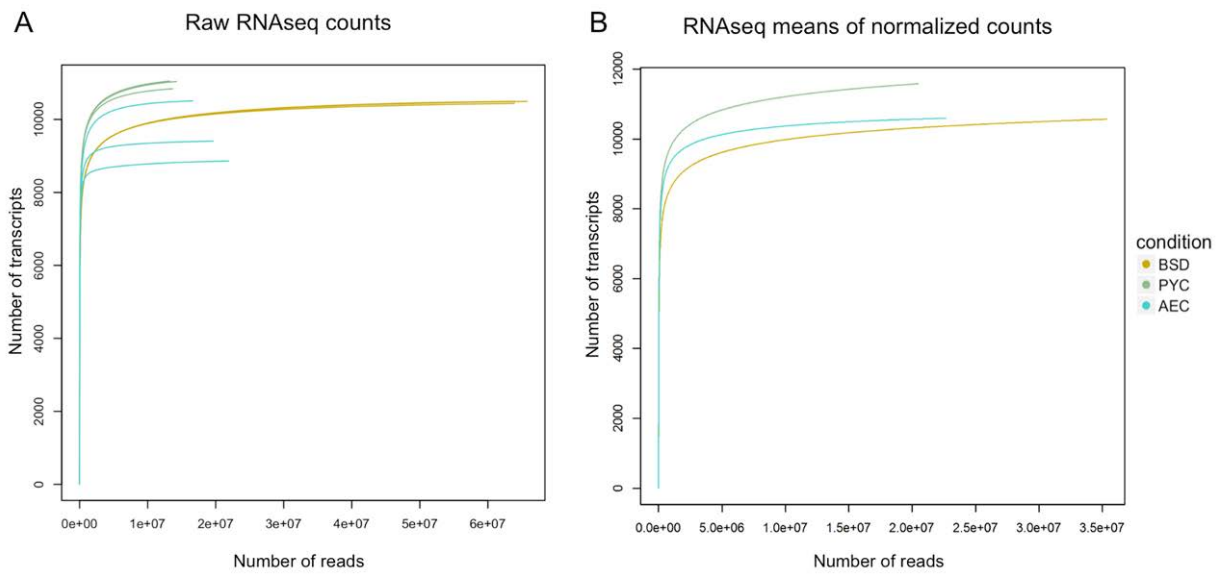 A
Raw RNAseq counts
Number of transcripts
10000
8000
6000
4000
2000
0
0e+00
1e+07
2e+07
3e+07
4e+07
5e+07
6e+07
Number of reads
B
RNAseq means of normalized counts
Number of transcripts
12000
10000
8000
6000
4000
2000
0
0.0e+00
5.0e+06
1.0e+07
1.5e+07
2.0e+07
2.5e+07
3.0e+07
3.5e+07
Number of reads
condition
BSD
PYC
AEC